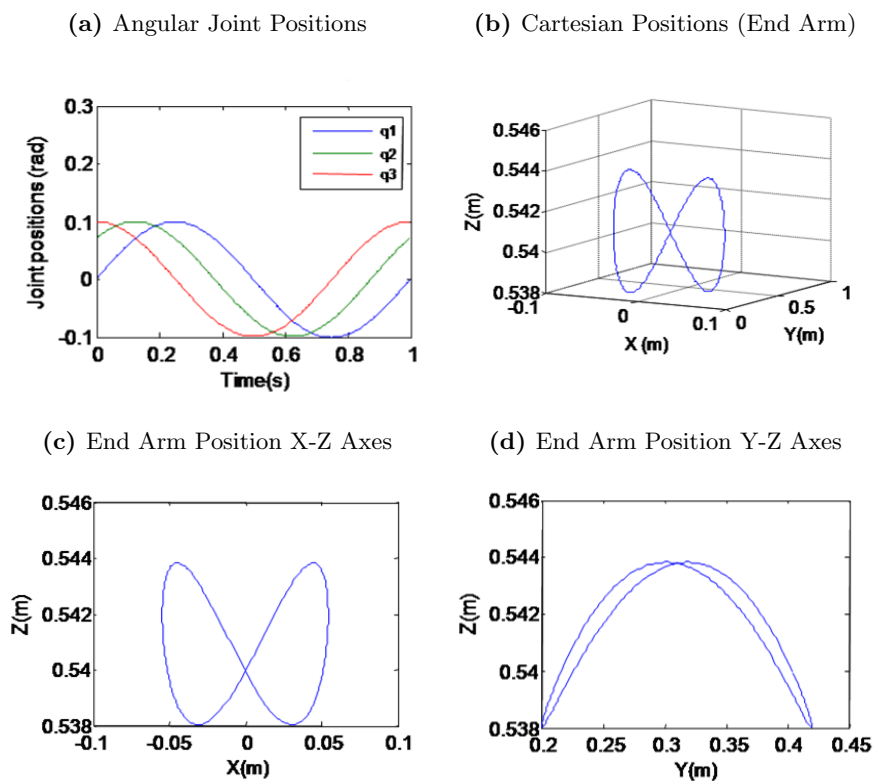 (a) Angular Joint Positions
0.3
0.2
0.1
0
-0.1
Joint positions (rad)
q1
q2
q3
0 0.2 0.4 0.6 0.8 1
Time(s)
(b) Cartesian Positions (End Arm)
0.546
0.544
0.542
0.54
0.538
Z(m)
-0.1 0 0.1
X (m)
0 0.5 1
Y(m)
(c) End Arm Position X-Z Axes
0.546
0.544
0.542
0.54
0.538
Z(m)
-0.1 -0.05 0 0.05 0.1
X(m)
(d) End Arm Position Y-Z Axes
0.546
0.544
0.542
0.54
0.538
Z(m)
0.2 0.25 0.3 0.35 0.4 0.45
Y(m)